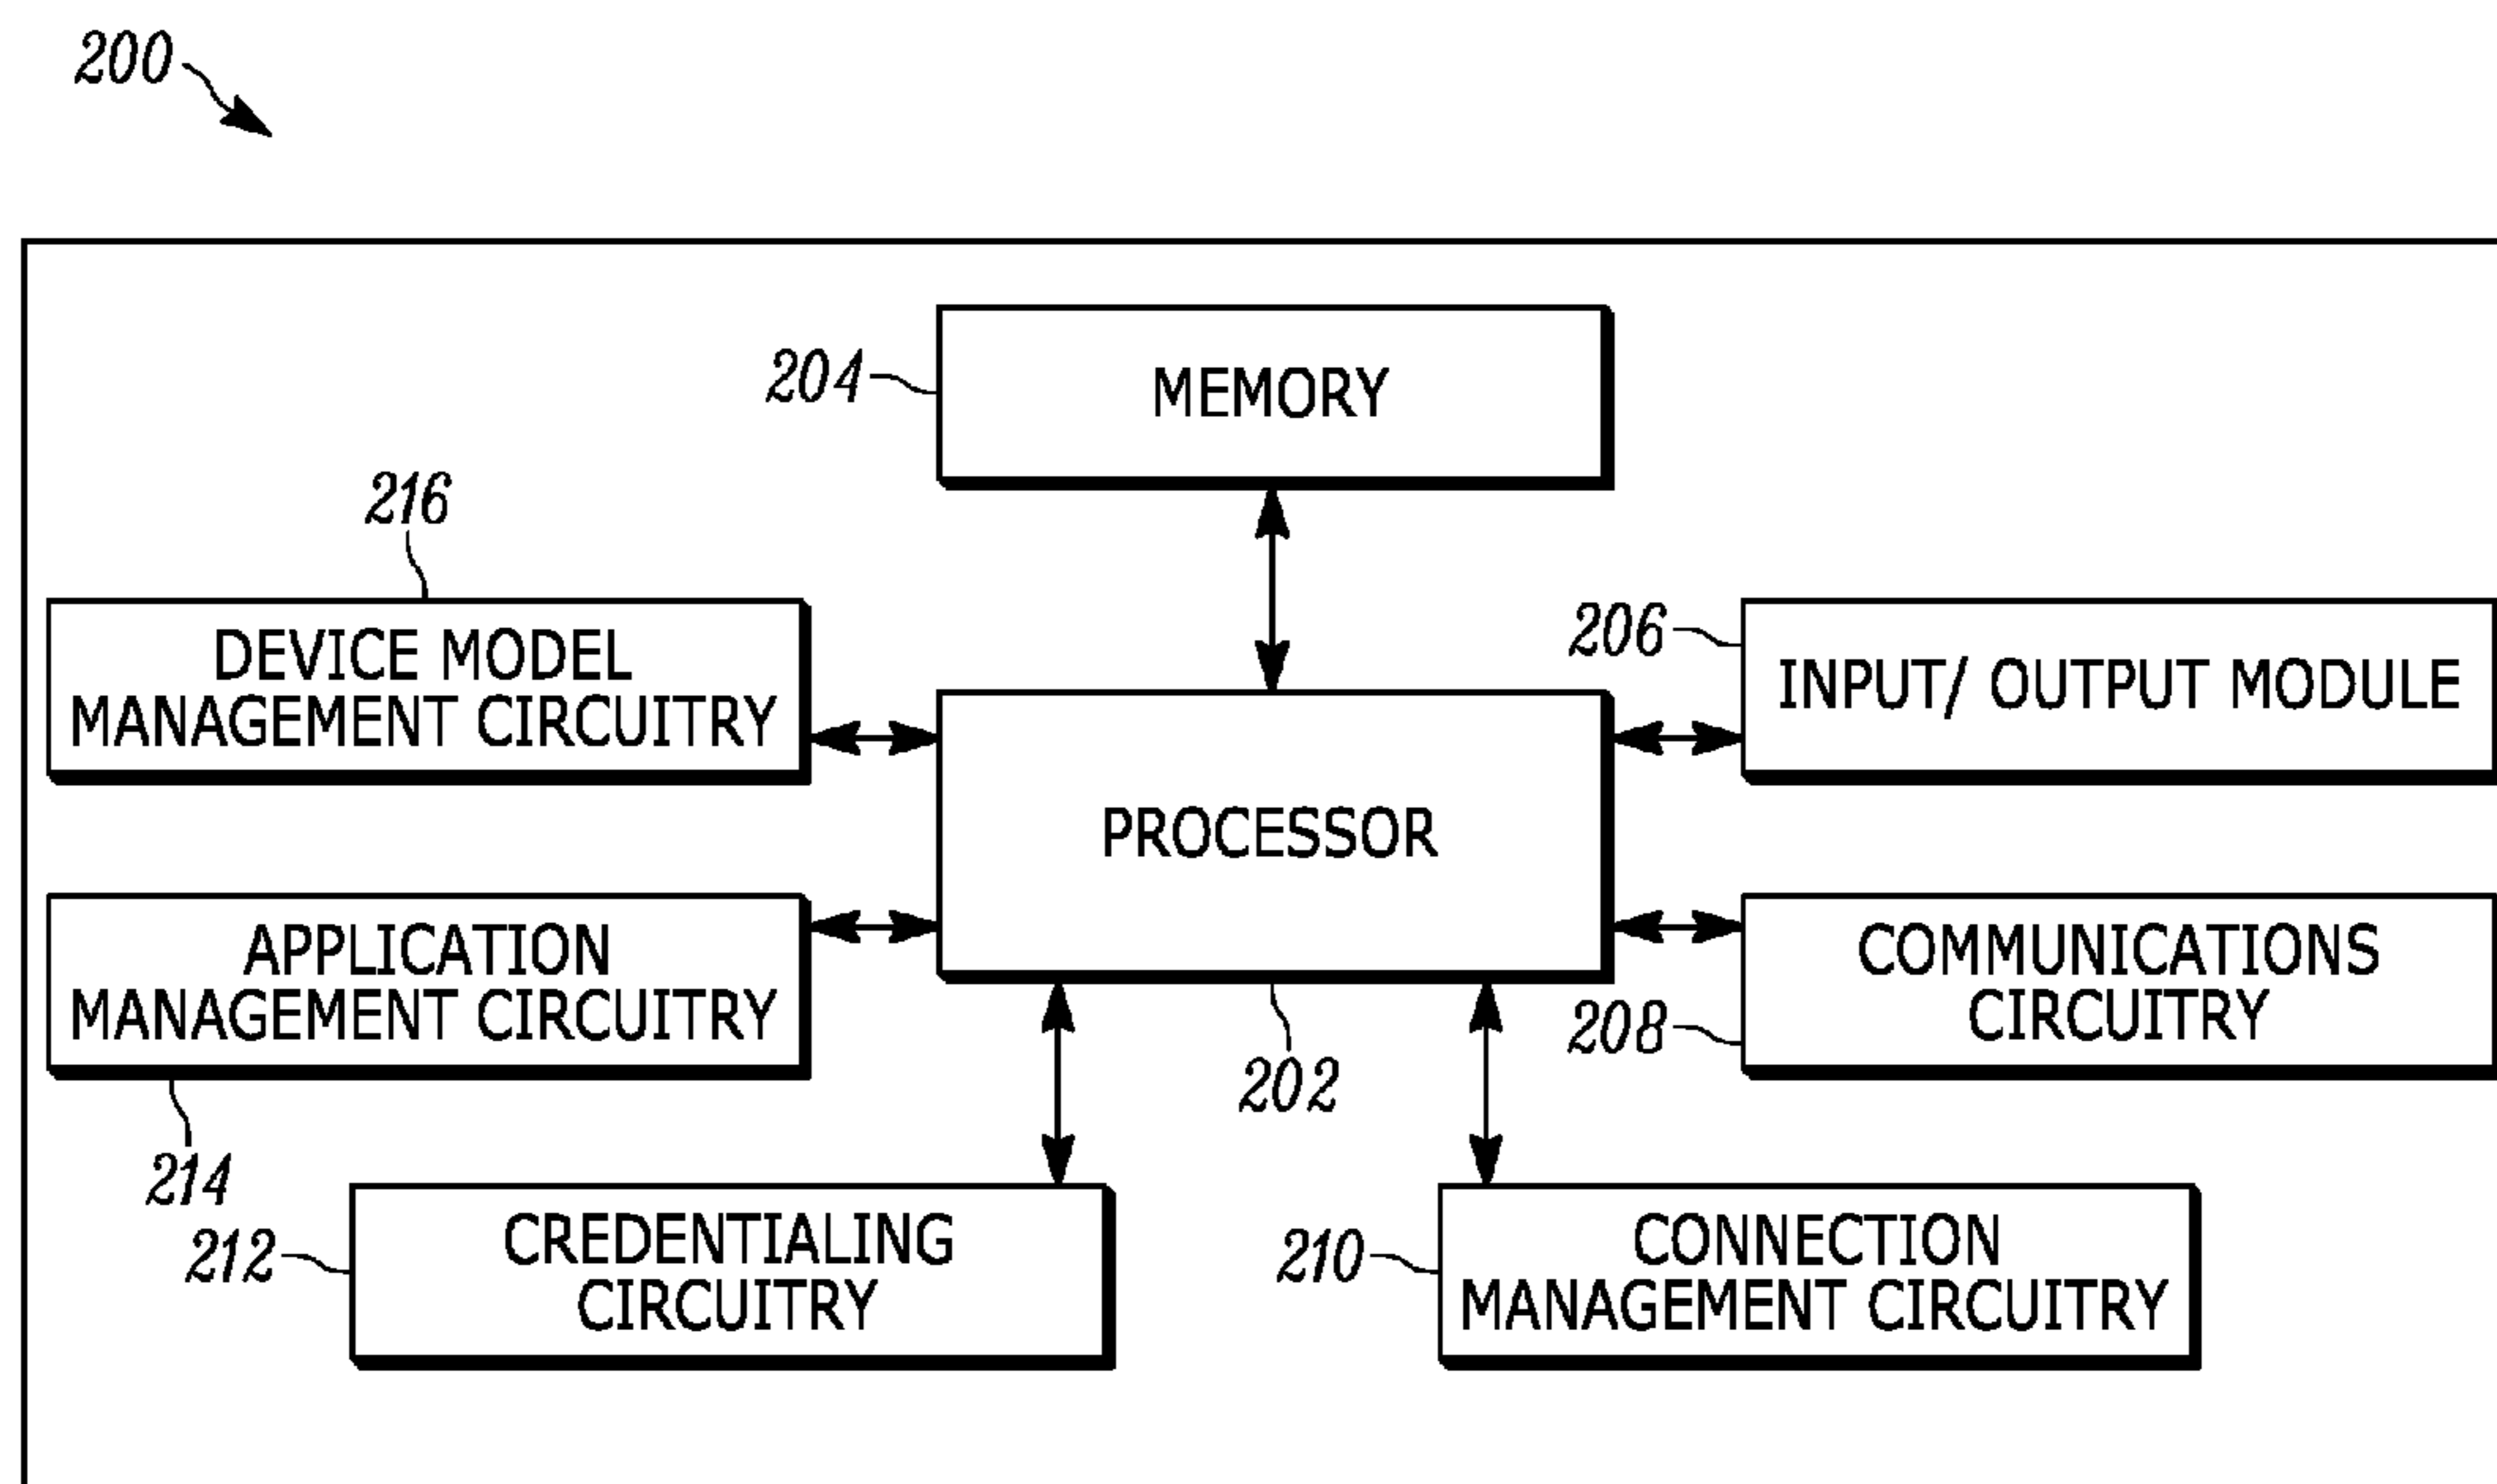 200
204
MEMORY
216
DEVICE MODEL
MANAGEMENT CIRCUITRY
206
INPUT/ OUTPUT MODULE
PROCESSOR
202
APPLICATION
MANAGEMENT CIRCUITRY
214
208
COMMUNICATIONS
CIRCUITRY
212
CREDENTIALING
CIRCUITRY
210
CONNECTION
MANAGEMENT CIRCUITRY